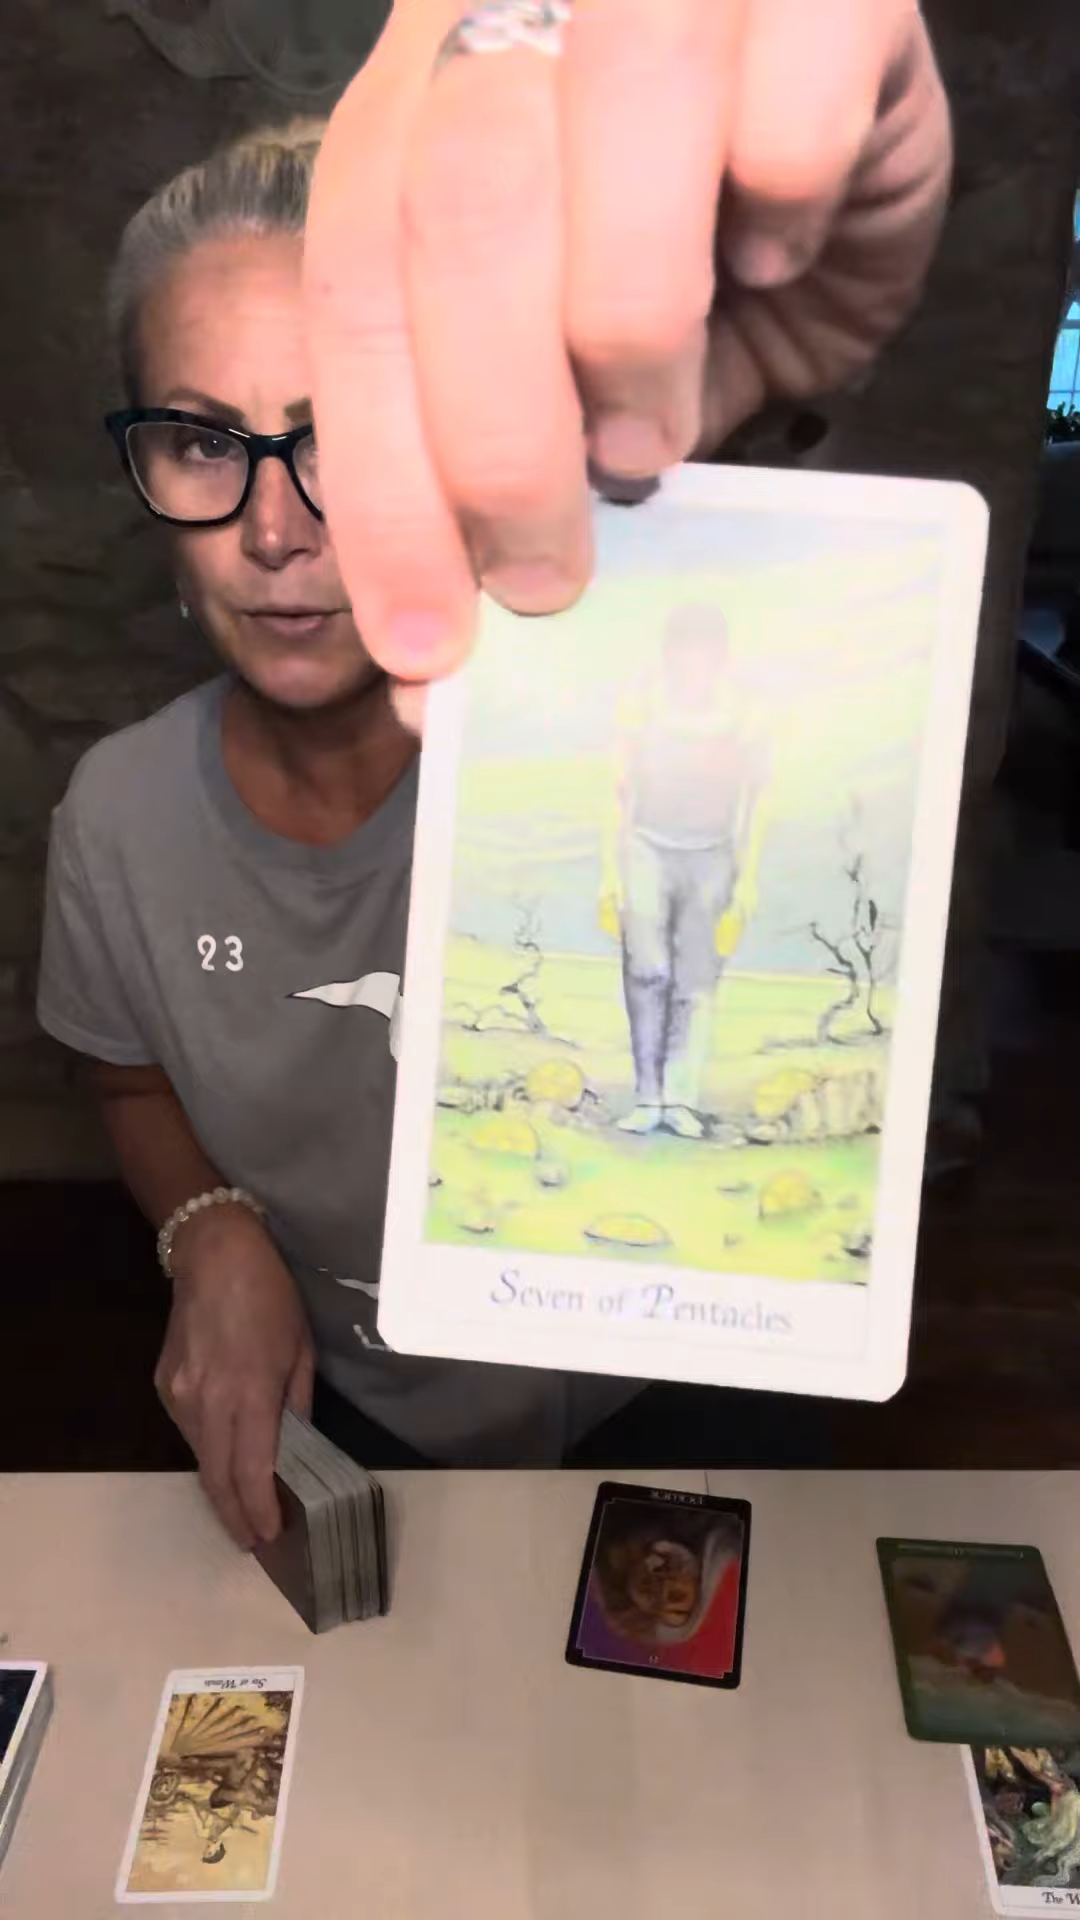 23
Seven of Pentacles
Six of Wands
The W